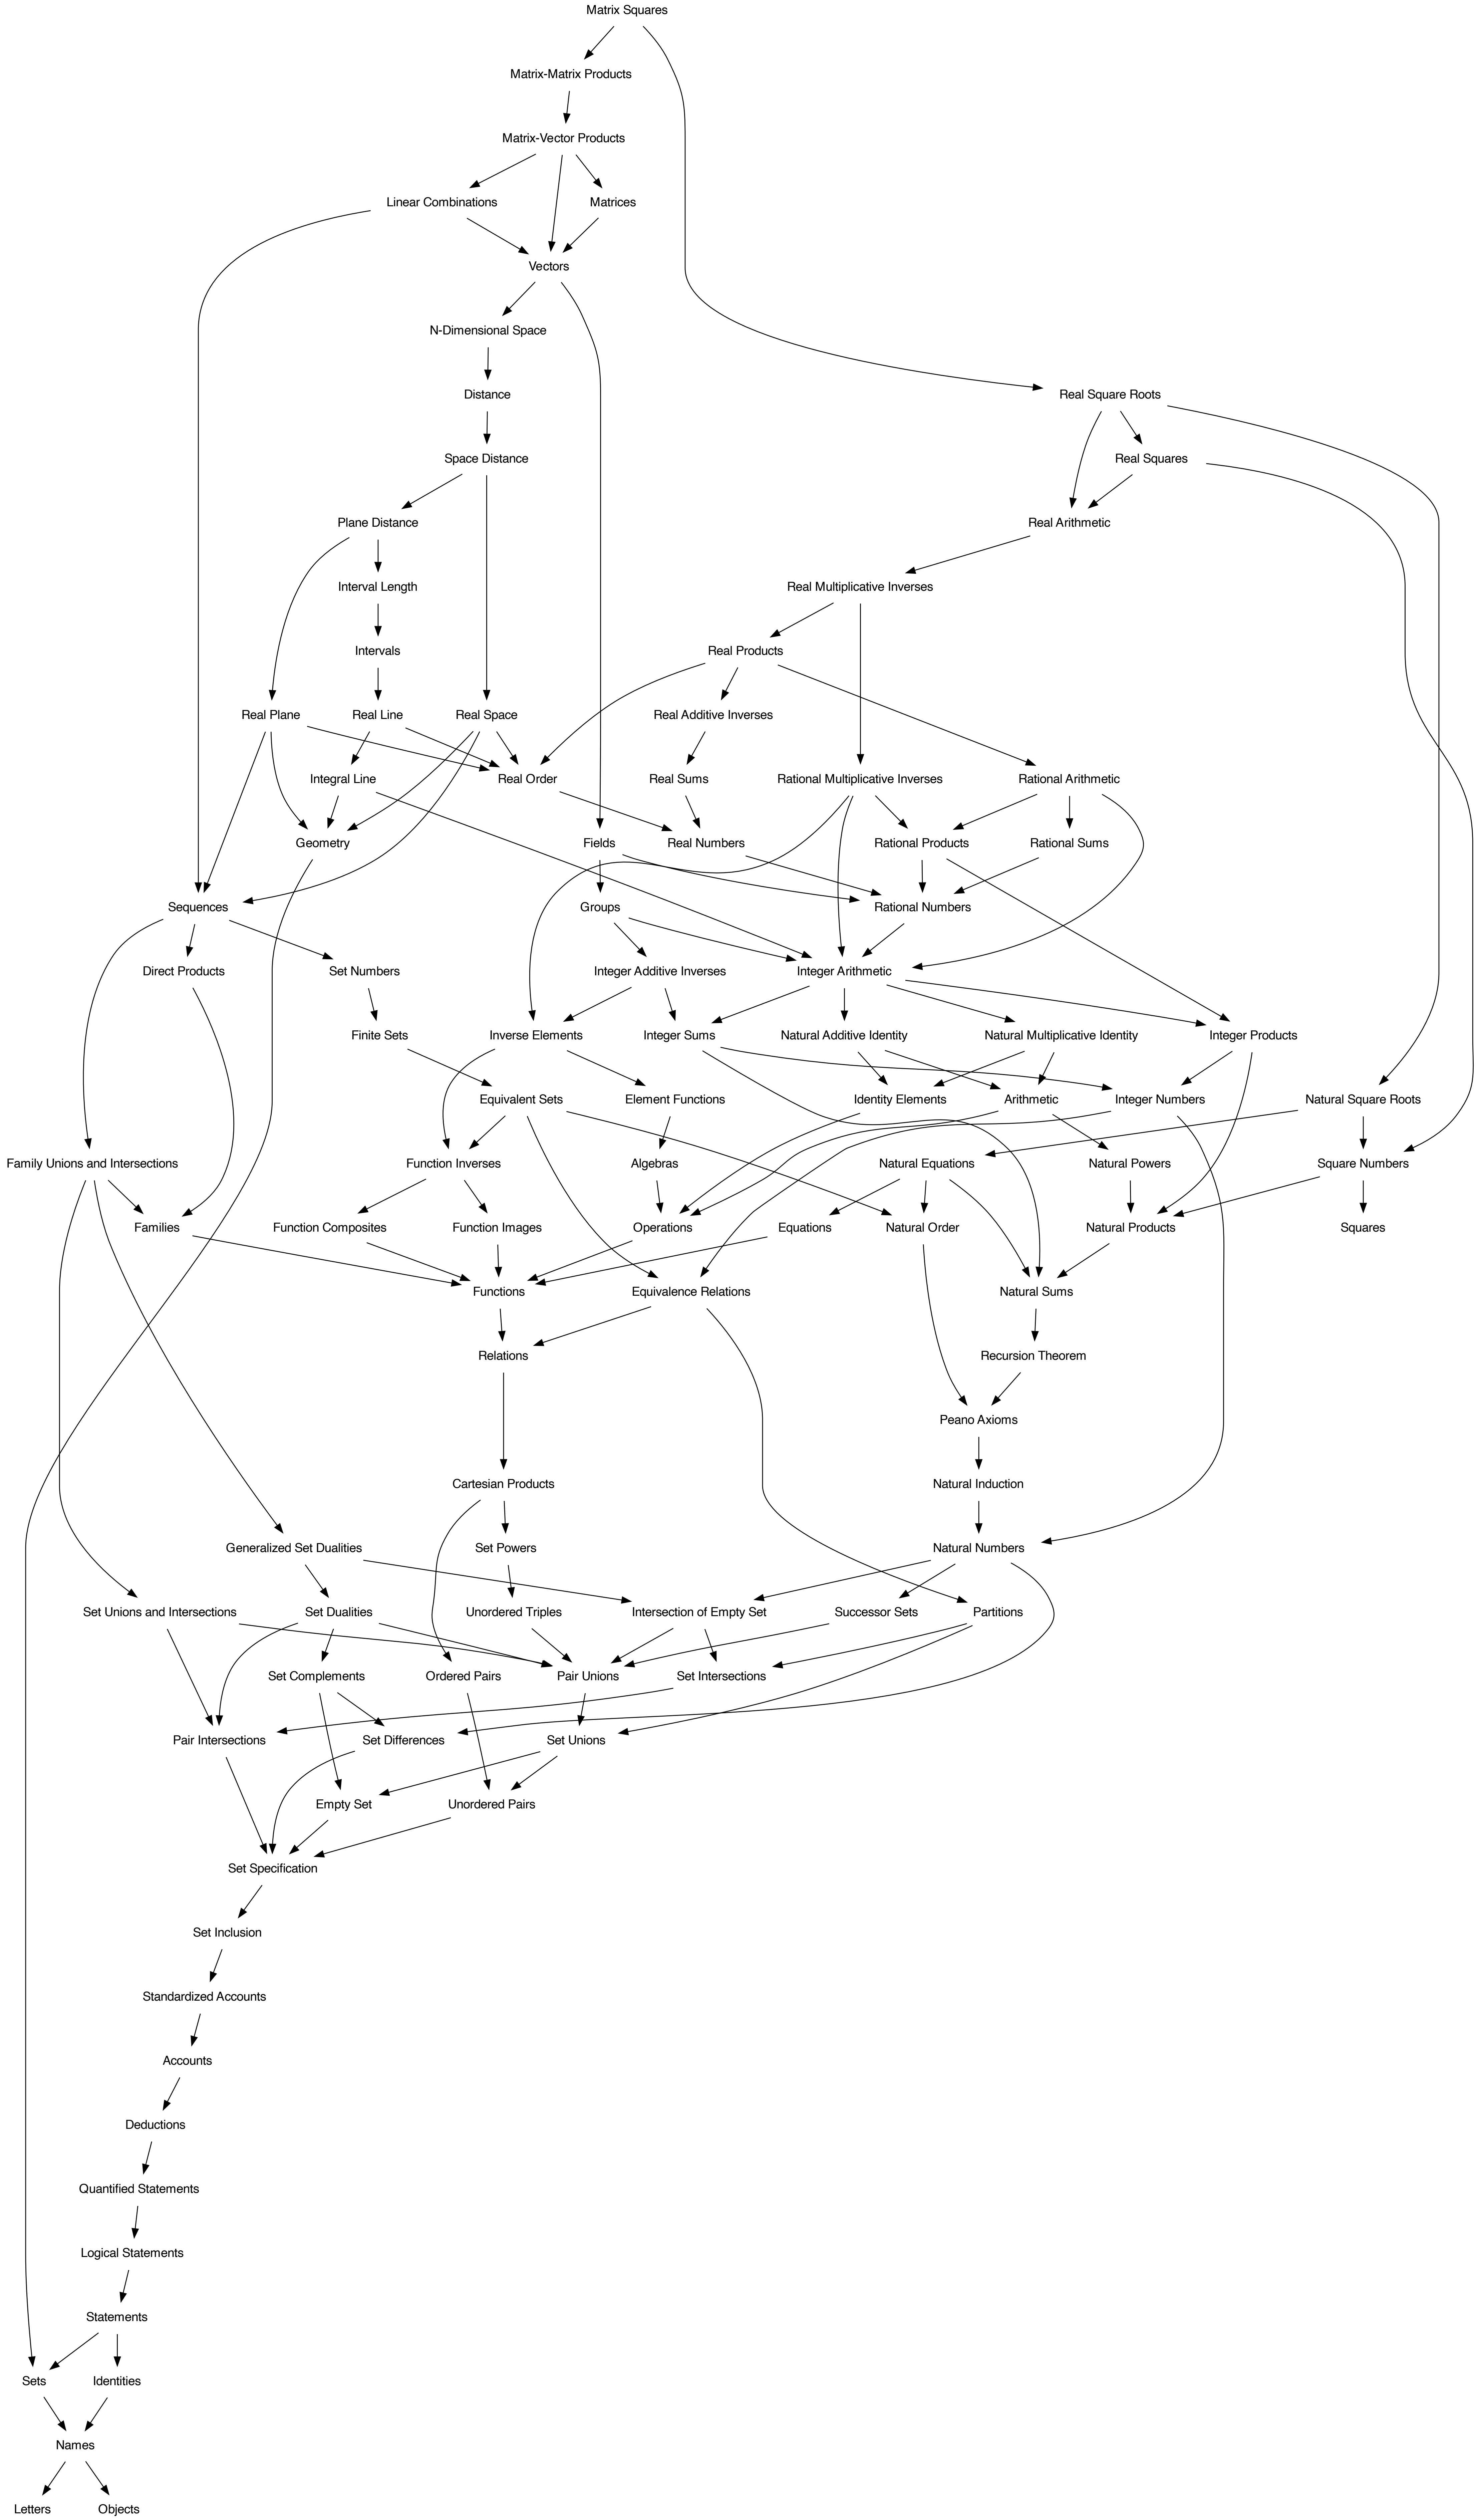 Matrix Squares
Matrix-Matrix Products
Matrix-Vector Products
Linear Combinations
Matrices
Vectors
N-Dimensional Space
Distance
Real Square Roots
Space Distance
Real Squares
Plane Distance
Real Arithmetic
Interval Length
Real Multiplicative Inverses
Intervals
Real Products
Real Plane
Real Line
Real Space
Real Additive Inverses
Integral Line
Real Order
Real Sums
Rational Multiplicative Inverses
Rational Arithmetic
Geometry
Fields
Real Numbers
Rational Products
Rational Sums
Sequences
Groups
Rational Numbers
Direct Products
Set Numbers
Integer Additive Inverses
Integer Arithmetic
Finite Sets
Inverse Elements
Integer Sums
Natural Additive Identity
Natural Multiplicative Identity
Integer Products
Equivalent Sets
Element Functions
Identity Elements
Arithmetic
Integer Numbers
Natural Square Roots
Family Unions and Intersections
Function Inverses
Algebras
Natural Equations
Natural Powers
Square Numbers
Families
Function Composites
Function Images
Operations
Equations
Natural Order
Natural Products
Squares
Functions
Equivalence Relations
Natural Sums
Relations
Recursion Theorem
Peano Axioms
Cartesian Products
Natural Induction
Generalized Set Dualities
Set Powers
Natural Numbers
Set Unions and Intersections
Set Dualities
Unordered Triples
Intersection of Empty Set
Successor Sets
Partitions
Set Complements
Ordered Pairs
Pair Unions
Set Intersections
Pair Intersections
Set Differences
Set Unions
Empty Set
Unordered Pairs
Set Specification
Set Inclusion
Standardized Accounts
Accounts
Deductions
Quantified Statements
Logical Statements
Statements
Sets
Identities
Names
Letters
Objects